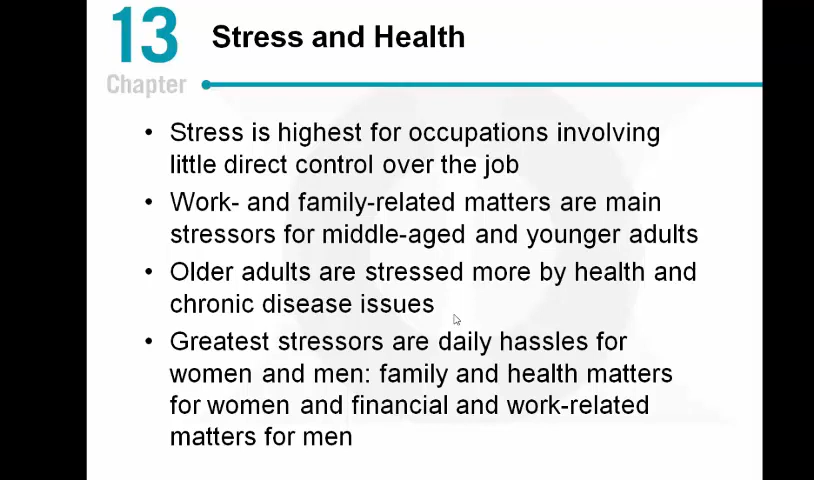 13
Chapter
Stress and Health
• Stress is highest for occupations involving
little direct control over the job
• Work- and family-related matters are main
stressors for middle-aged and younger adults
• Older adults are stressed more by health and
chronic disease issues
• Greatest stressors are daily hassles for
women and men: family and health matters
for women and financial and work-related
matters for men